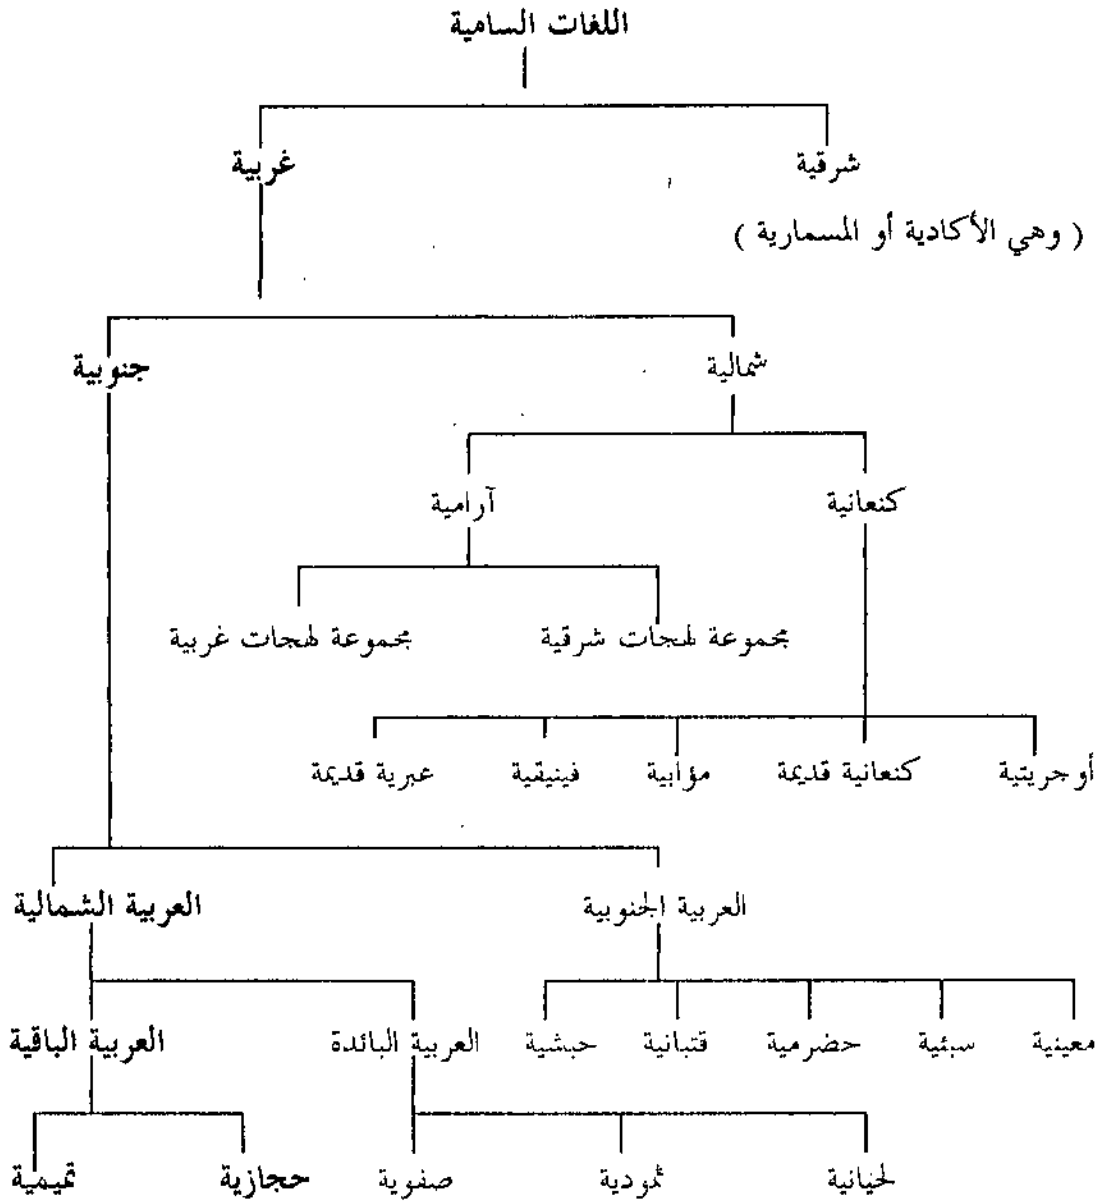 اللغات السامية
شرقية غربية
( وهي الأكادية أو المسمارية )
شمالية جنوبية
كنعانية آرامية
مجموعة لهجات شرقية مجموعة لهجات غربية
أوجريتية كنعانية قديمة مؤابية فينيقية عبرية قديمة
العربية الجنوبية العربية الشمالية
معينية سبئية حضرمية قتبانية حبشية العربية البائدة العربية الباقية
لحيانية ثمودية صفوية حجازية تميمية